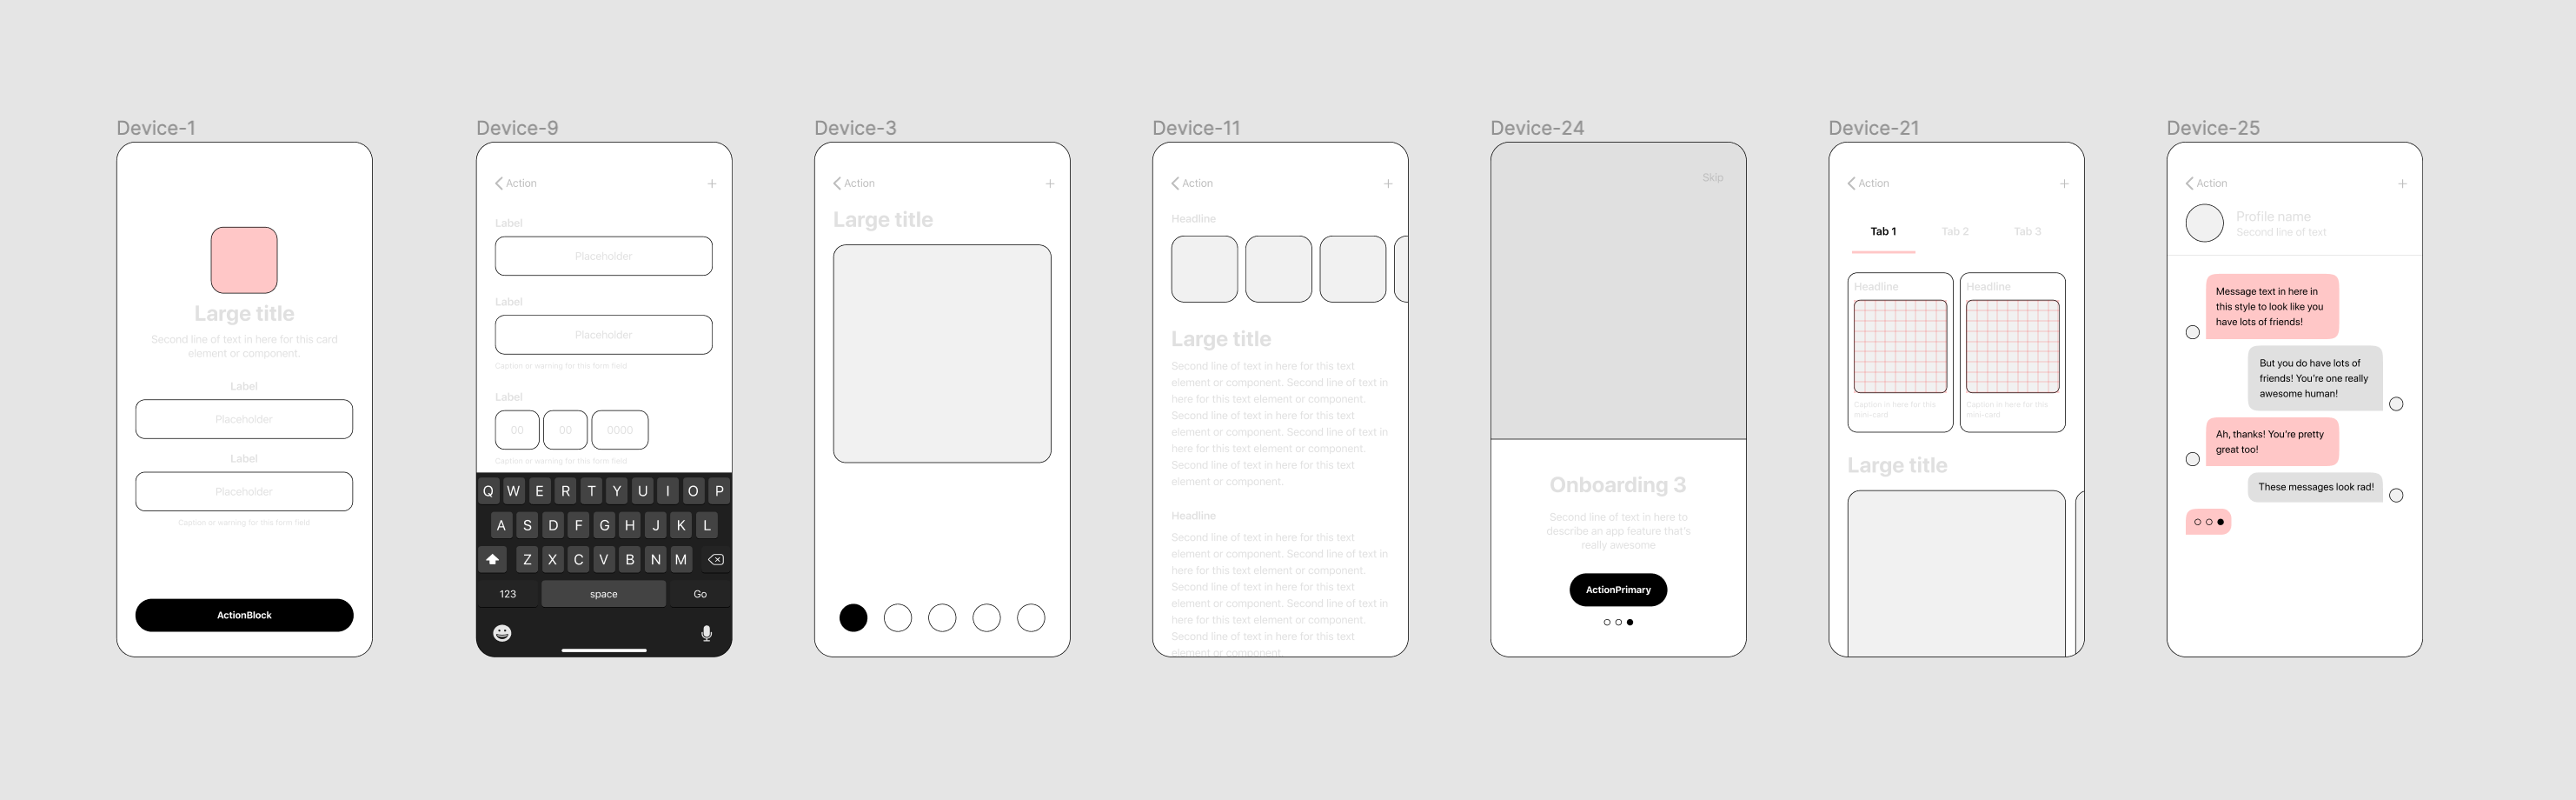 Device-1
Large title
Second line of text in here for this card
element or component.
Label
Placeholder
Label
Placeholder
Caution or warning for this form field
ActionBlock
Device-9
Action
+
Label
Placeholder
Label
Placeholder
Caption or warning for this form field
Label
00
00
0000
Caption or warning for this form field
Q W E R T Y U I O P
A S D F G H J K L
Z X C V B N M
123
space
Go
Device-3
Action
+
Large title
Device-11
Action
+
Headline
Large title
Second line of text in here for this text
element or component. Second line of text in
here for this text element or component.
Second line of text in here for this text
element or component. Second line of text in
here for this text element or component.
Second line of text in here for this text
element or component.
Headline
Second line of text in here for this text
element or component. Second line of text in
here for this text element or component.
Second line of text in here for this text
element or component. Second line of text in
here for this text element or component.
Second line of text in here for this text
element or component.
Device-24
Skip
Onboarding 3
Second line of text in here to
describe an app feature that's
really awesome
ActionPrimary
Device-21
Action
+
Tab 1
Tab 2
Tab 3
Headline
Caption in here for this
mini-card
Headline
Caption in here for this
mini-card
Large title
Device-25
Action
+
Profile name
Second line of text
Message text in here in
this style to look like you
have lots of friends!
But you do have lots of
friends! You're one really
awesome human!
Ah, thanks! You're pretty
great too!
These messages look rad!